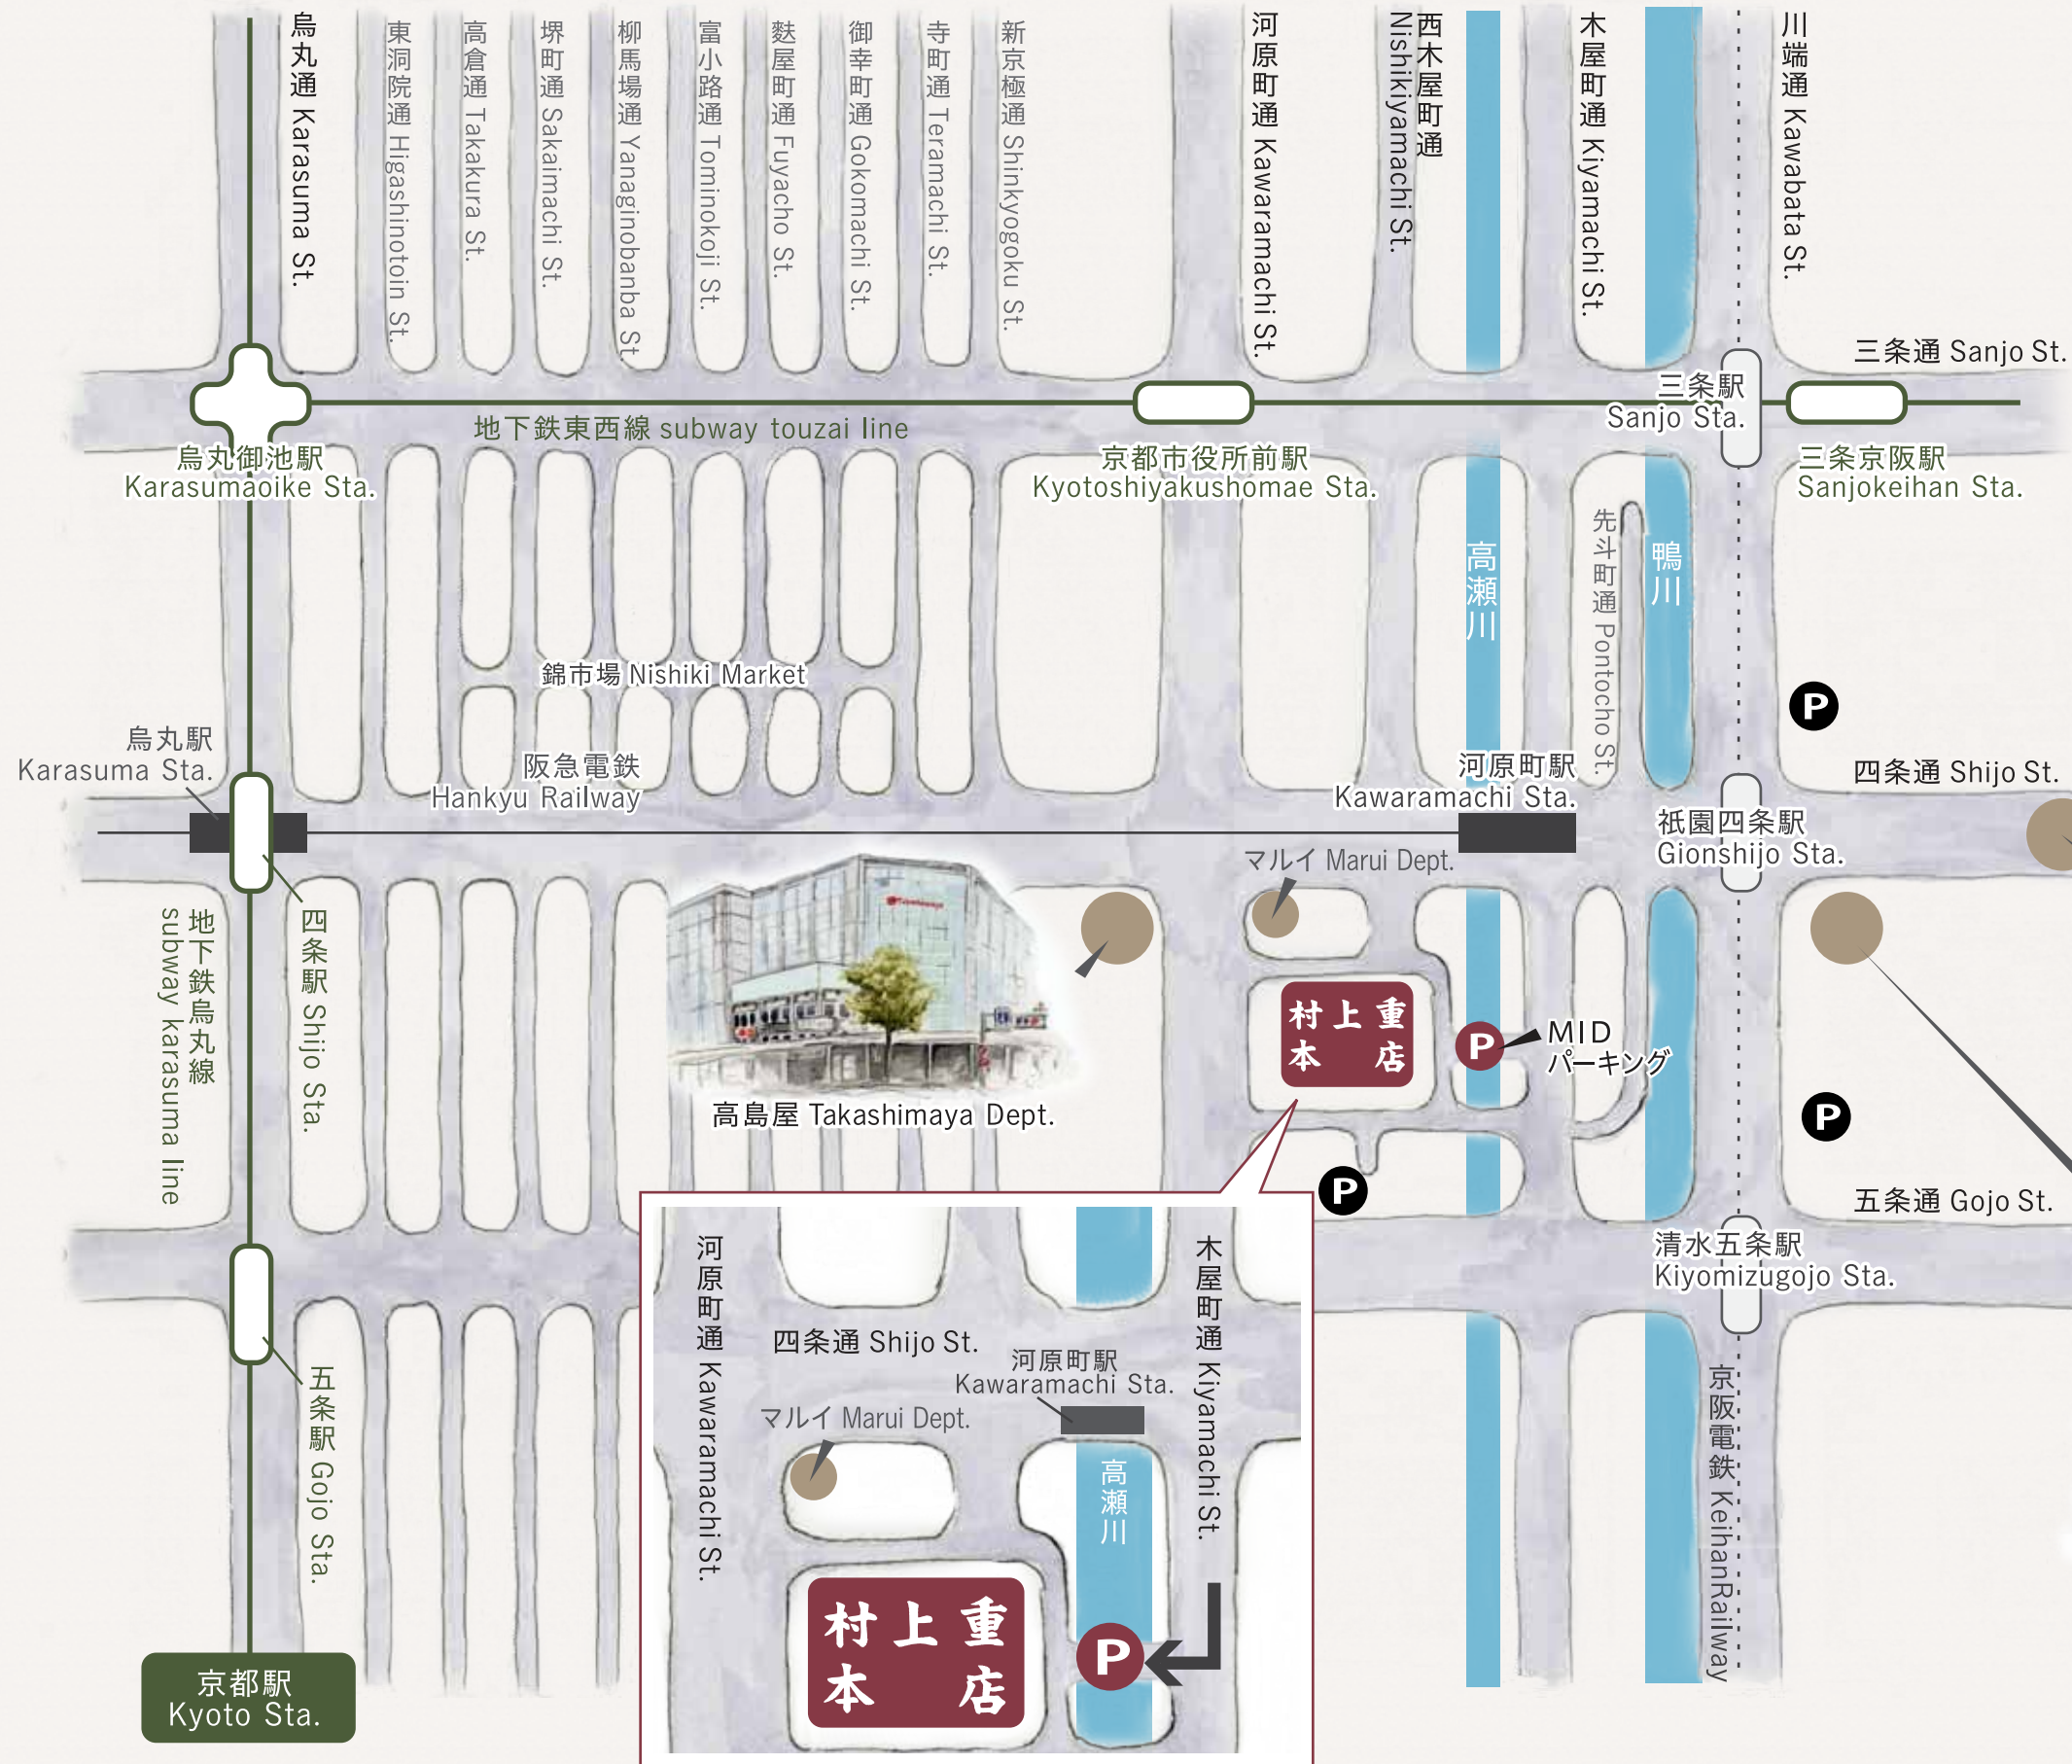 烏丸通 Karasuma St.
東洞院通 Higashinotoin St.
高倉通 Takakura St.
堺町通 Sakaimachi St.
柳馬場通 Yanaginobanba St.
富小路通 Tominokoji St.
麩屋町通 Fuyacho St.
御幸町通 Gokomachi St.
寺町通 Teramachi St.
新京極通 Shinkyogoku St.
河原町通 Kawaramachi St.
西木屋町通
Nishikiyamachi St.
木屋町通 Kiyamachi St.
川端通 Kawabata St.
三条通 Sanjo St.
三条駅
Sanjo Sta.
地下鉄東西線 subway touzai line
烏丸御池駅
Karasumaoike Sta.
京都市役所前駅
Kyotoshiyakushomae Sta.
三条京阪駅
Sanjokeihan Sta.
高瀬川
先斗町通 Pontocho St.
鴨川
錦市場 Nishiki Market
P
烏丸駅
Karasuma Sta.
阪急電鉄
Hankyu Railway
河原町駅
Kawaramachi Sta.
四条通 Shijo St.
祇園四条駅
Gionshijo Sta.
マルイ Marui Dept.
地下鉄烏丸線
subway karasuma line
四条駅 Shijo Sta.
Takashimaya
高島屋 Takashimaya Dept.
村上重
本店
P
MID
パーキング
P
P
五条通 Gojo St.
清水五条駅
Kiyomizugojo Sta.
五条駅 Gojo Sta.
京阪電鉄 KeihanRailway
京都駅
Kyoto Sta.
河原町通 Kawaramachi St.
四条通 Shijo St.
河原町駅
Kawaramachi Sta.
木屋町通 Kiyamachi St.
マルイ Marui Dept.
高瀬川
村上重
本店
P